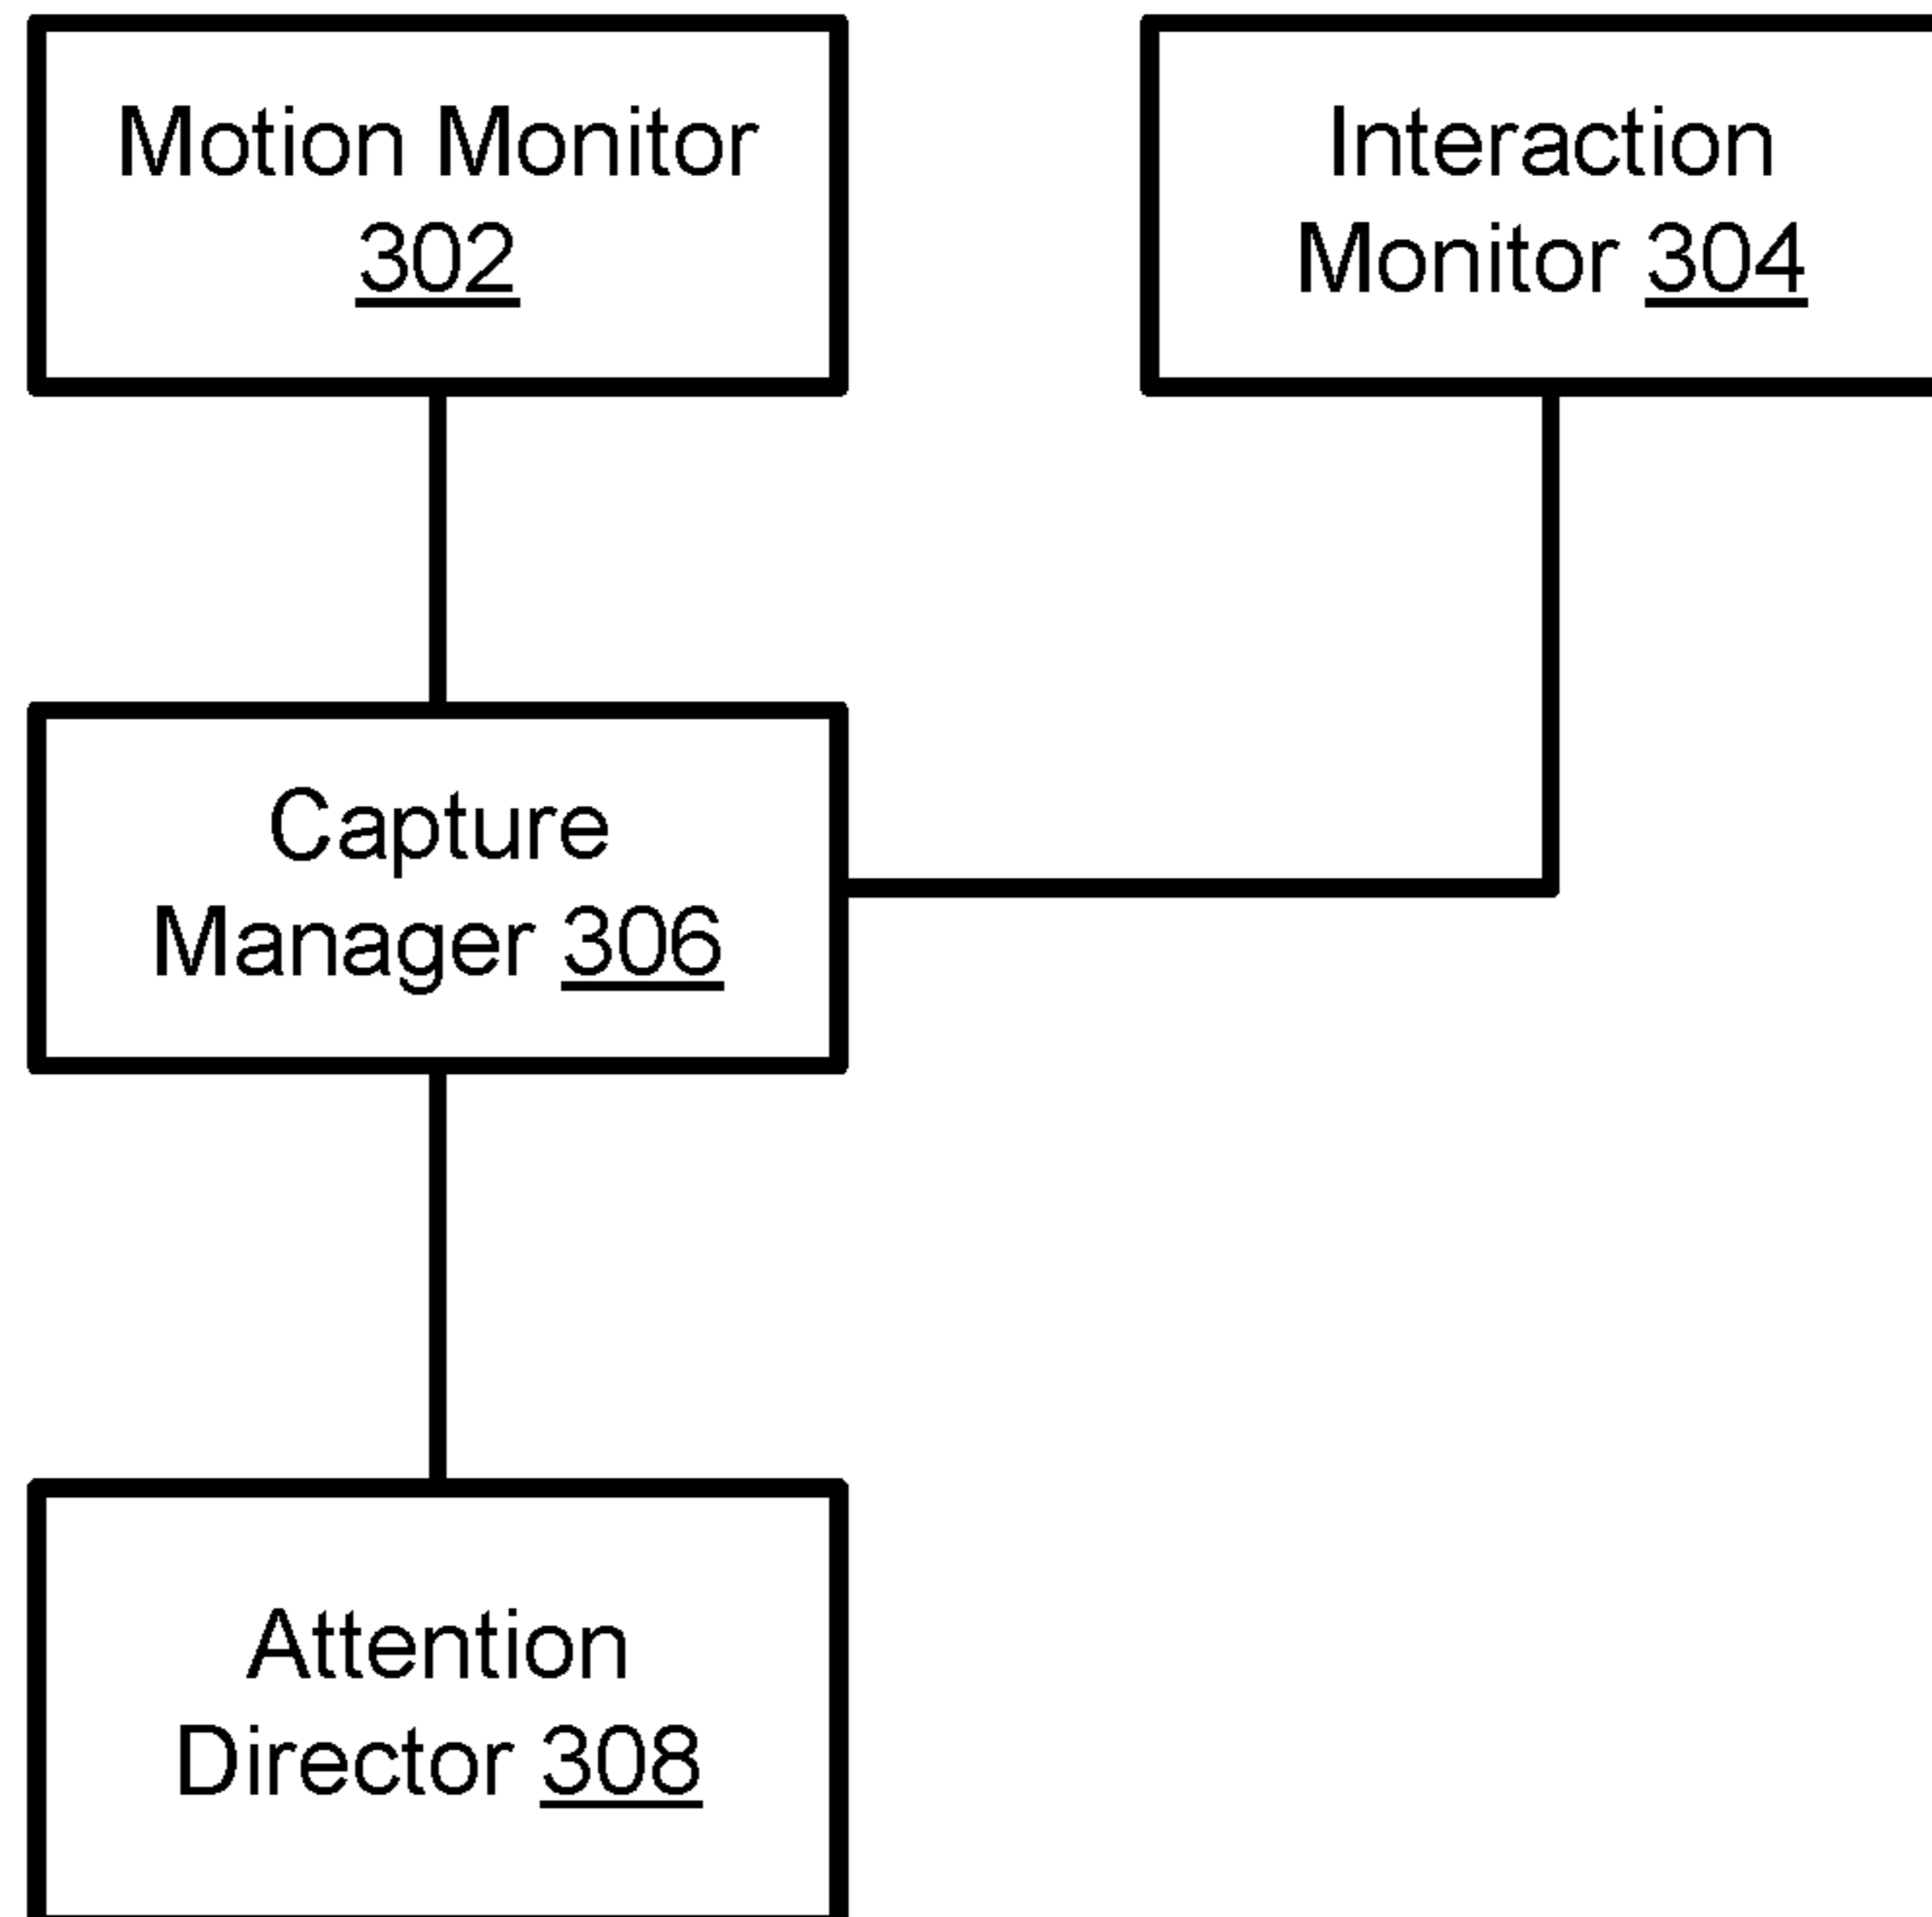 Motion Monitor
302
Interaction
Monitor 304
Capture
Manager 306
Attention
Director 308